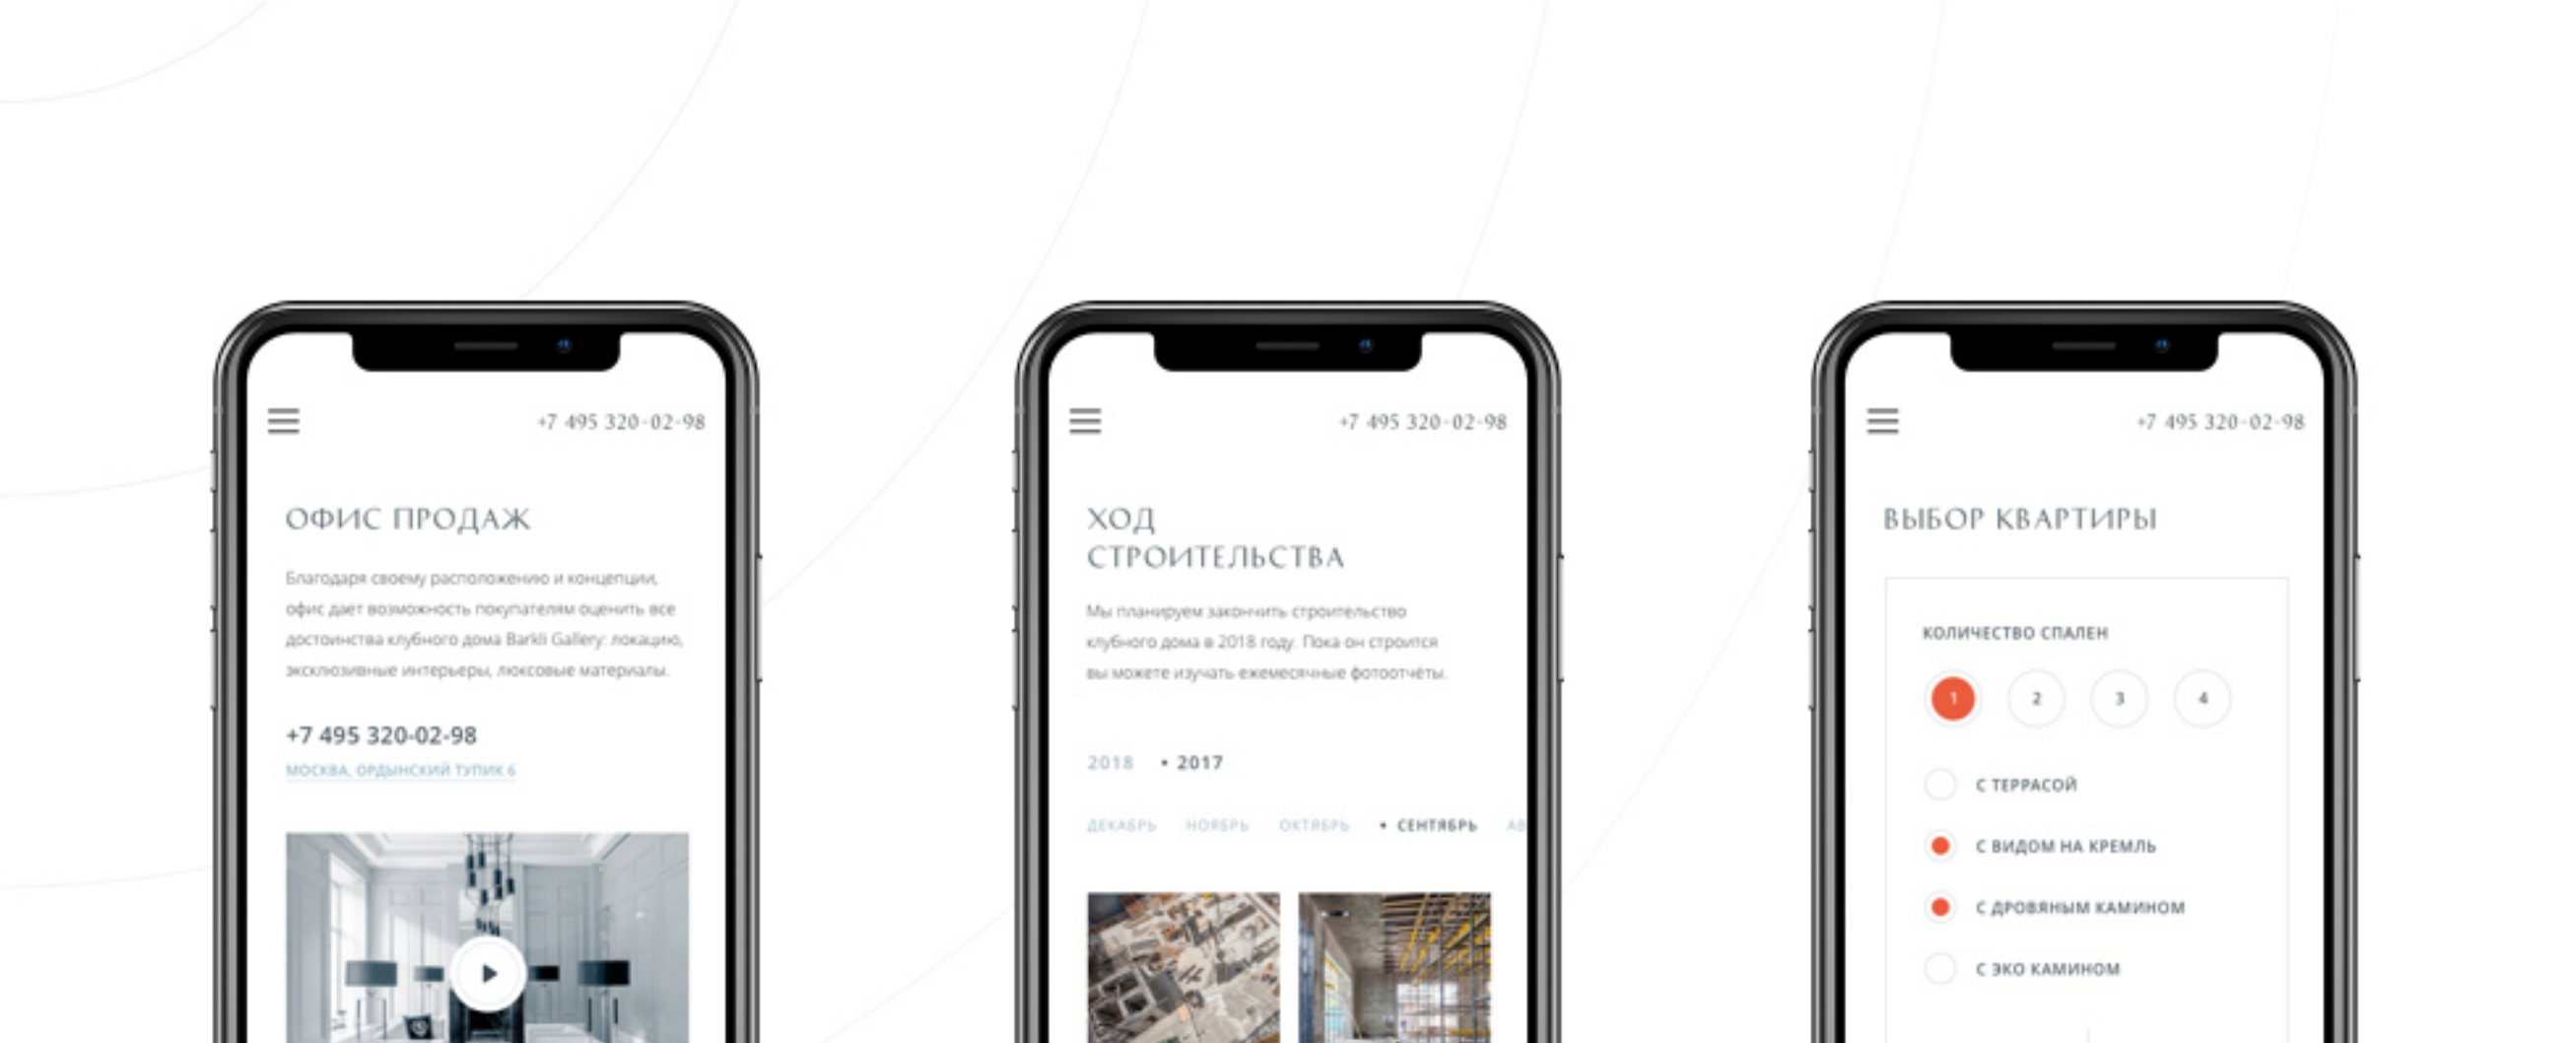 +7 495 320-02-98
ОФИС ПРОДАЖ
Благодаря своему расположению и концепции,
офис дает возможность покупателям оценить все
достоинства клубного дома Barkli Gallery: локацию,
эксклюзивные интерьеры, люксовые материалы.
+7 495 320-02-98
МОСКВА, ОРДЫНСКИЙ ТУПИК 6
+7 495 320-02-98
ХОД
СТРОИТЕЛЬСТВА
Мы планируем закончить строительство
клубного дома в 2018 году. Пока он строится
вы можете изучать ежемесячные фотоотчёты.
2018 • 2017
ДЕКАБРЬ НОЯБРЬ ОКТЯБРЬ • СЕНТЯБРЬ АВ
+7 495 320-02-98
ВЫБОР КВАРТИРЫ
КОЛИЧЕСТВО СПАЛЕН
1 2 3 4
С ТЕРРАСОЙ
С ВИДОМ НА КРЕМЛЬ
С ДРОВЯНЫМ КАМИНОМ
С ЭКО КАМИНОМ